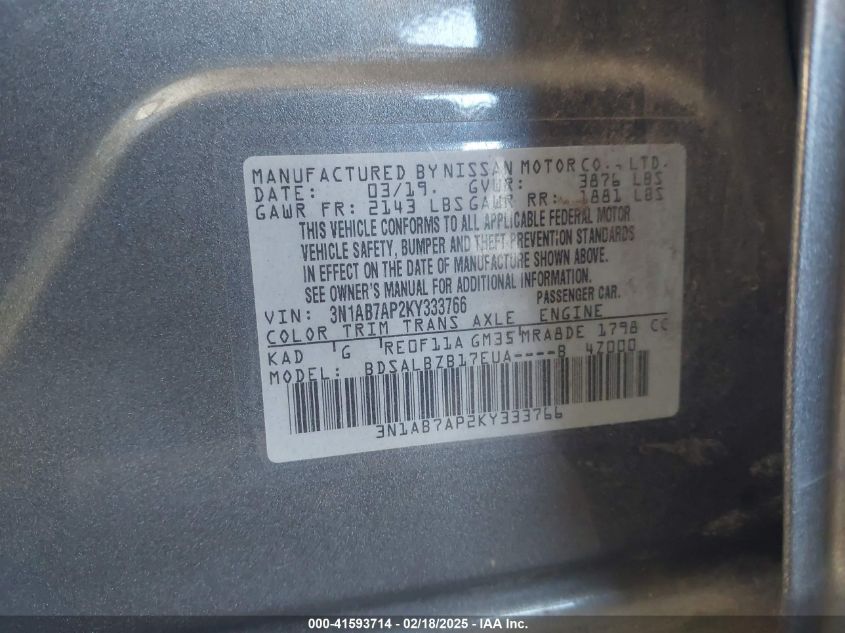 MANUFACTURED BY NISSAN MOTOR CO., LTD.
DATE: 03/19. GVWR: 3876 LBS
GAWR FR: 2143 LBS GAWR RR: 1881 LBS
THIS VEHICLE CONFORMS TO ALL APPLICABLE FEDERAL MOTOR
VEHICLE SAFETY, BUMPER AND THEFT PREVENTION STANDARDS
IN EFFECT ON THE DATE OF MANUFACTURE SHOWN ABOVE.
SEE OWNER'S MANUAL FOR ADDITIONAL INFORMATION.
VIN: 3N1AB7AP2KY333766 PASSENGER CAR.
COLOR TRIM TRANS AXLE ENGINE
KAD G RE0F11A GM35 MRA8DE 1798 CC
MODEL: BDSALBZB17EUA----B 4Z000
3N1AB7AP2KY333766
000-41593714 - 02/18/2025 - IAA Inc.